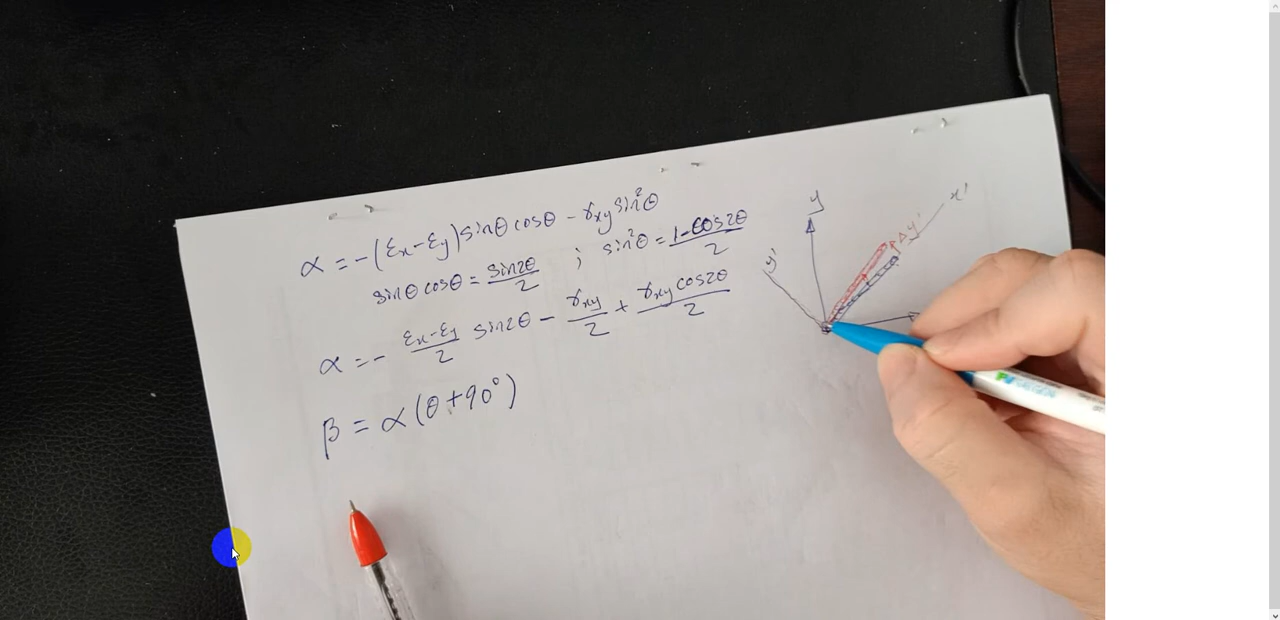 α = -(εx-εy)sinθ cosθ - γxy sin²θ
sinθ cosθ = sin2θ/2 ; sin²θ = 1-cos2θ/2
α = - εx-εy/2 sin2θ - γxy/2 + γxy cos2θ/2
β = α(θ+90°)
y
x'
Δy'
y'